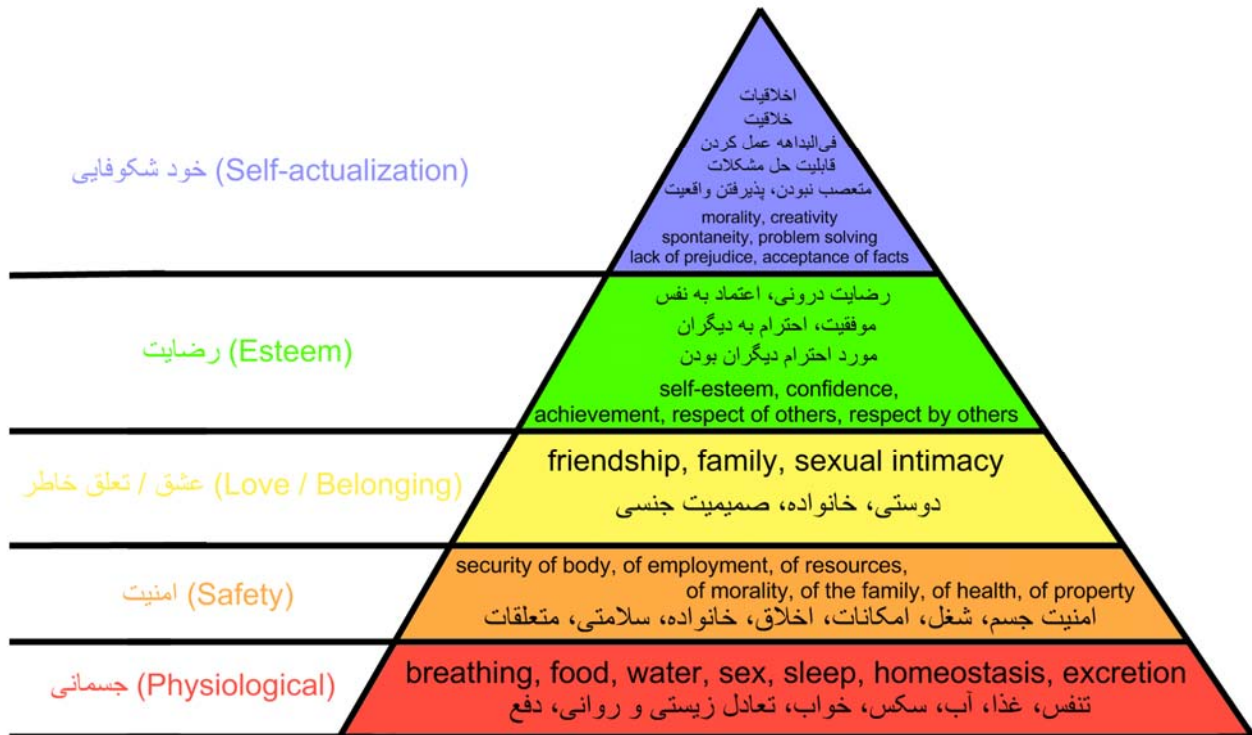 اخلاقیات
خلاقیت
فی‌البداهه عمل کردن
قابلیت حل مشکلات
متعصب نبودن، پذیرفتن واقعیت
morality, creativity
spontaneity, problem solving
lack of prejudice, acceptance of facts
خود شکوفایی (Self-actualization)
رضایت درونی، اعتماد به نفس
موفقیت، احترام به دیگران
مورد احترام دیگران بودن
self-esteem, confidence,
achievement, respect of others, respect by others
رضایت (Esteem)
friendship, family, sexual intimacy
دوستی، خانواده، صمیمیت جنسی
عشق / تعلق خاطر (Love / Belonging)
security of body, of employment, of resources,
of morality, of the family, of health, of property
امنیت جسم، شغل، امکانات، اخلاق، خانواده، سلامتی، متعلقات
امنیت (Safety)
breathing, food, water, sex, sleep, homeostasis, excretion
تنفس، غذا، آب، سکس، خواب، تعادل زیستی و روانی، دفع
جسمانی (Physiological)